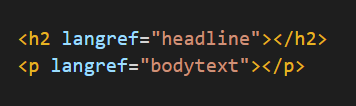 <h2 langref="headline"></h2>
<p langref="bodytext"></p>